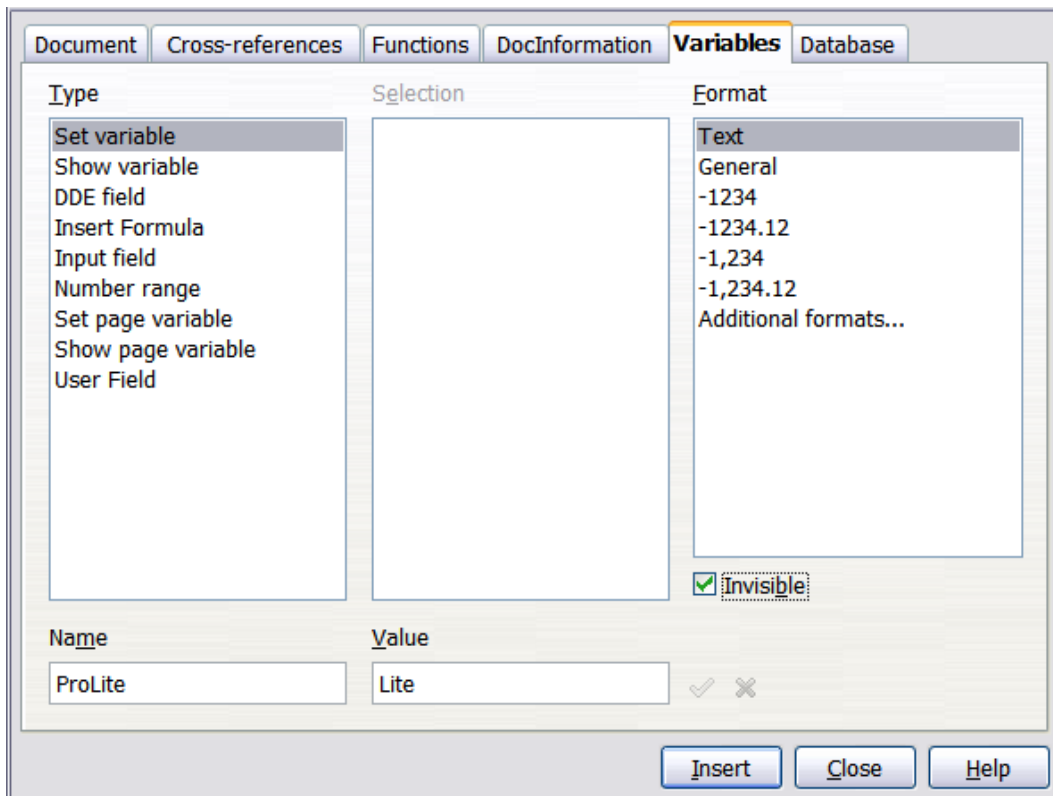 Document Cross-references Functions DocInformation Variables Database
Type Selection Format
Set variable
Show variable
DDE field
Insert Formula
Input field
Number range
Set page variable
Show page variable
User Field
Text
General
-1234
-1234.12
-1,234
-1,234.12
Additional formats...
Invisible
Name Value
ProLite Lite
Insert Close Help